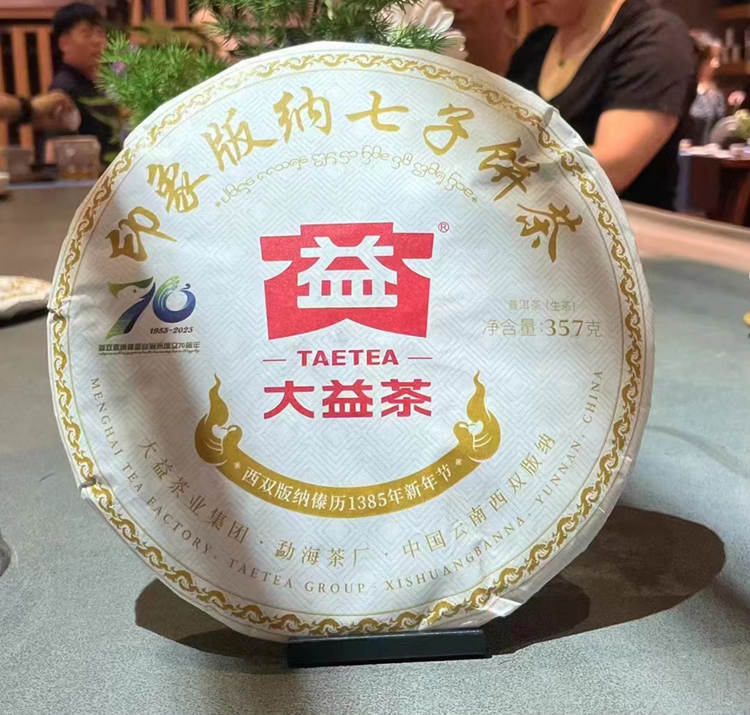 印象版纳七子饼茶
益
®
TAETEA
大益茶
70
1953-2023
普洱茶（生茶）
净含量:357克
西双版纳傣历1385年新年节
大益茶业集团·勐海茶厂·中国云南西双版纳
MENGHAI TEA FACTORY. TAETEA GROUP · XISHUANGBANNA. YUNNAN, CHINA